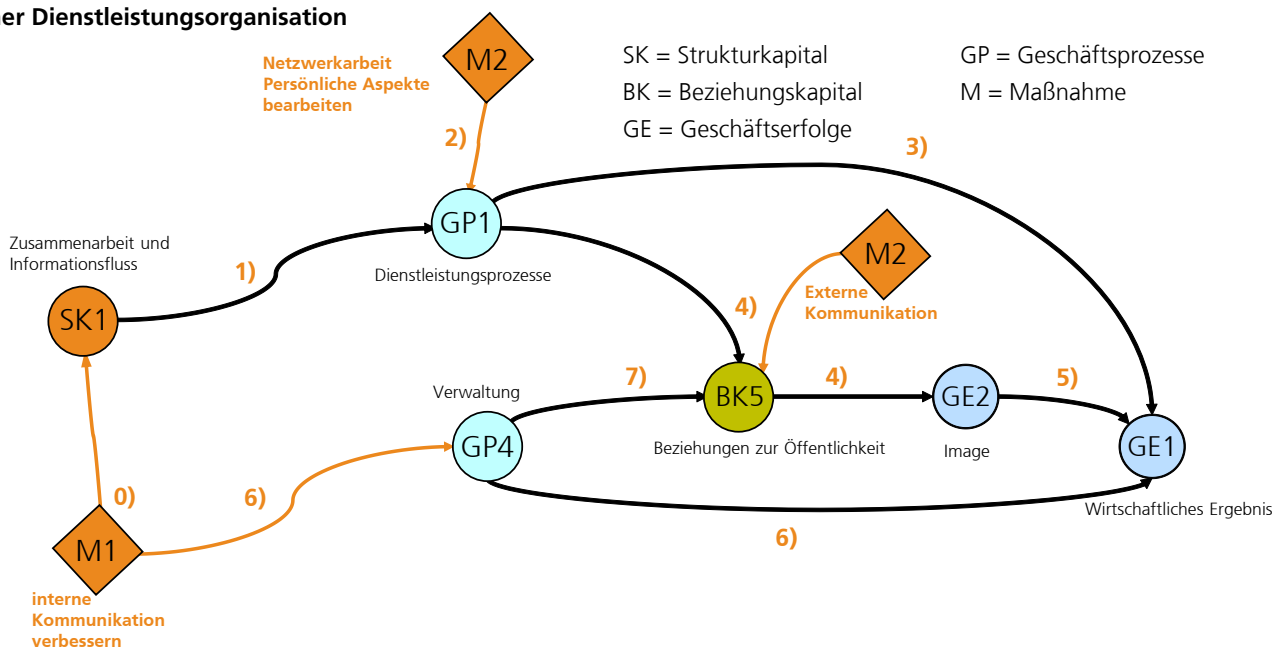 Dienstleistungsorganisation
M2
Netzwerkarbeit
Persönliche Aspekte
bearbeiten
SK = Strukturkapital
BK = Beziehungskapital
GE = Geschäftserfolge
GP = Geschäftsprozesse
M = Maßnahme
2)
3)
GP1
Dienstleistungsprozesse
Zusammenarbeit und
Informationsfluss
1)
SK1
M2
Externe
Kommunikation
4)
Verwaltung
7)
BK5
4)
GE2
5)
GP4
Beziehungen zur Öffentlichkeit
Image
GE1
Wirtschaftliches Ergebnis
0)
6)
6)
M1
interne
Kommunikation
verbessern